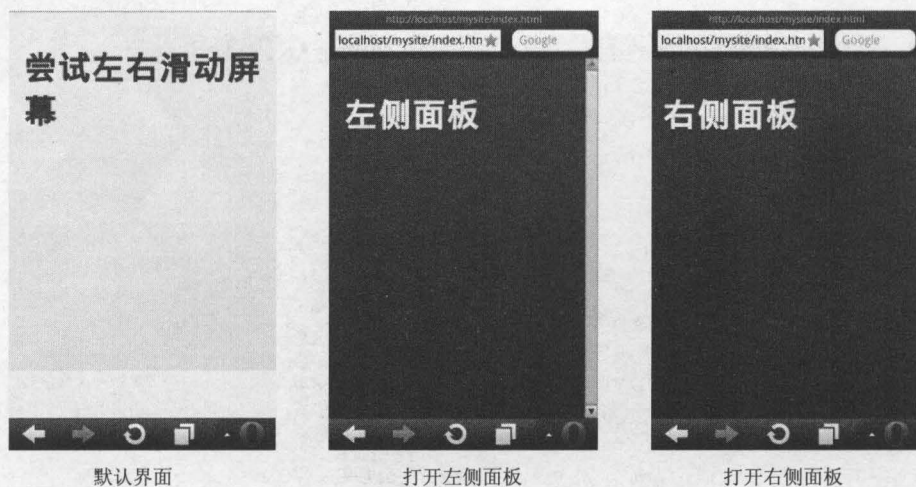 尝试左右滑动屏
幕
默认界面
http://localhost/mysite/index.html
localhost/mysite/index.htn
Google
左侧面板
打开左侧面板
http://localhost/mysite/index.html
localhost/mysite/index.htn
Google
右侧面板
打开右侧面板